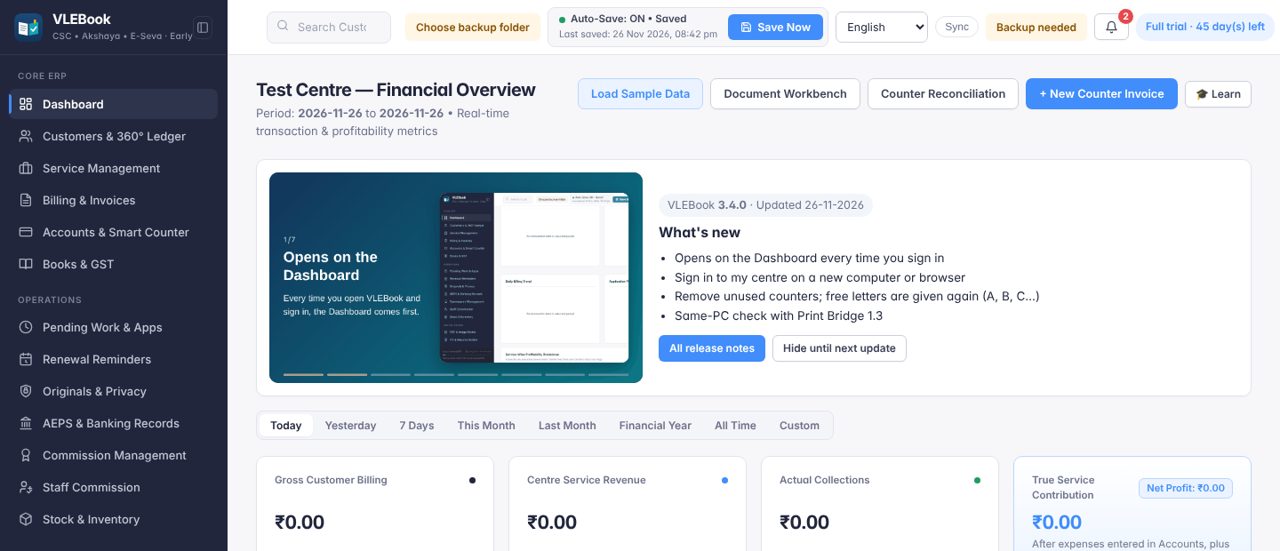 VLEBook
CSC • Akshaya • E-Seva · Early
CORE ERP
Dashboard
Customers & 360° Ledger
Service Management
Billing & Invoices
Accounts & Smart Counter
Books & GST
OPERATIONS
Pending Work & Apps
Renewal Reminders
Originals & Privacy
AEPS & Banking Records
Commission Management
Staff Commission
Stock & Inventory
Search Custo
Choose backup folder
Auto-Save: ON • Saved
Last saved: 26 Nov 2026, 08:42 pm
Save Now
English
Sync
Backup needed
2
Full trial · 45 day(s) left
Test Centre — Financial Overview
Period: 2026-11-26 to 2026-11-26 • Real-time
transaction & profitability metrics
Load Sample Data
Document Workbench
Counter Reconciliation
+ New Counter Invoice
🎓 Learn
1/7
Opens on the
Dashboard
Every time you open VLEBook and
sign in, the Dashboard comes first.
VLEBook 3.4.0 · Updated 26-11-2026
What's new
• Opens on the Dashboard every time you sign in
• Sign in to my centre on a new computer or browser
• Remove unused counters; free letters are given again (A, B, C…)
• Same-PC check with Print Bridge 1.3
All release notes
Hide until next update
Today
Yesterday
7 Days
This Month
Last Month
Financial Year
All Time
Custom
Gross Customer Billing
₹0.00
Centre Service Revenue
₹0.00
Actual Collections
₹0.00
True Service
Contribution
Net Profit: ₹0.00
₹0.00
After expenses entered in Accounts, plus